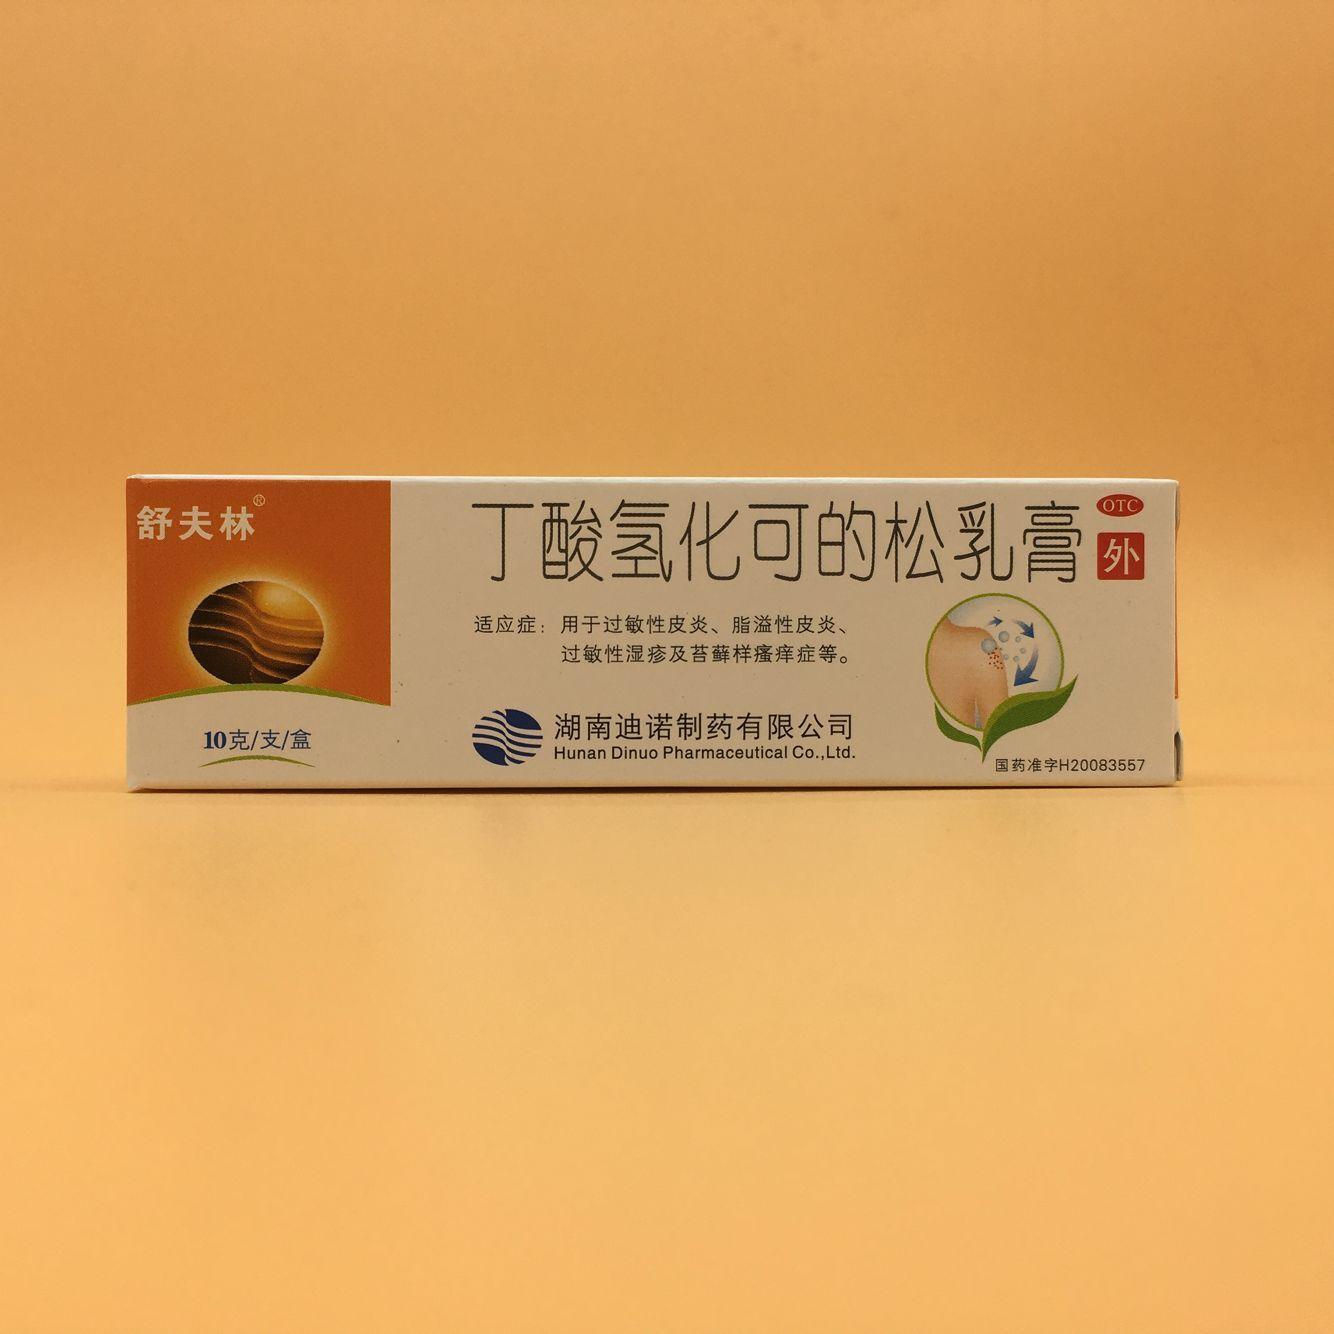 舒夫林®
10克/支/盒
丁酸氢化可的松乳膏
OTC
外
适应症：用于过敏性皮炎、脂溢性皮炎、
过敏性湿疹及苔藓样瘙痒症等。
湖南迪诺制药有限公司
Hunan Dinuo Pharmaceutical Co.,Ltd.
国药准字H20083557